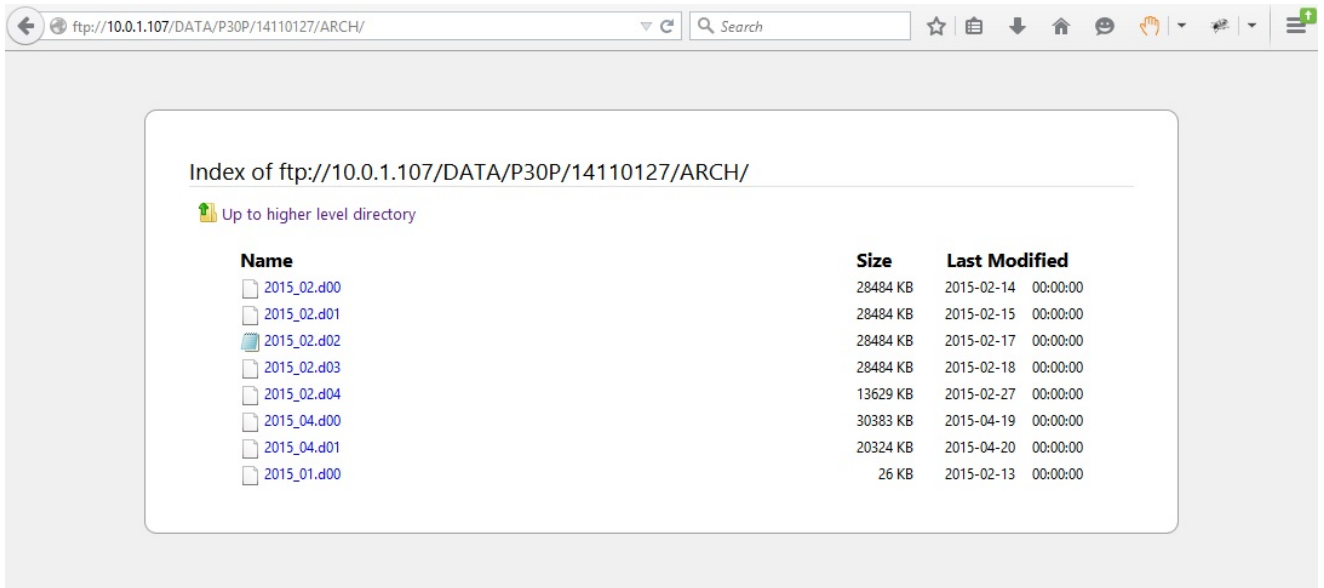 ftp://10.0.1.107/DATA/P30P/14110127/ARCH/ Search
Index of ftp://10.0.1.107/DATA/P30P/14110127/ARCH/
Up to higher level directory
Name Size Last Modified
2015_02.d00 28484 KB 2015-02-14 00:00:00
2015_02.d01 28484 KB 2015-02-15 00:00:00
2015_02.d02 28484 KB 2015-02-17 00:00:00
2015_02.d03 28484 KB 2015-02-18 00:00:00
2015_02.d04 13629 KB 2015-02-27 00:00:00
2015_04.d00 30383 KB 2015-04-19 00:00:00
2015_04.d01 20324 KB 2015-04-20 00:00:00
2015_01.d00 26 KB 2015-02-13 00:00:00